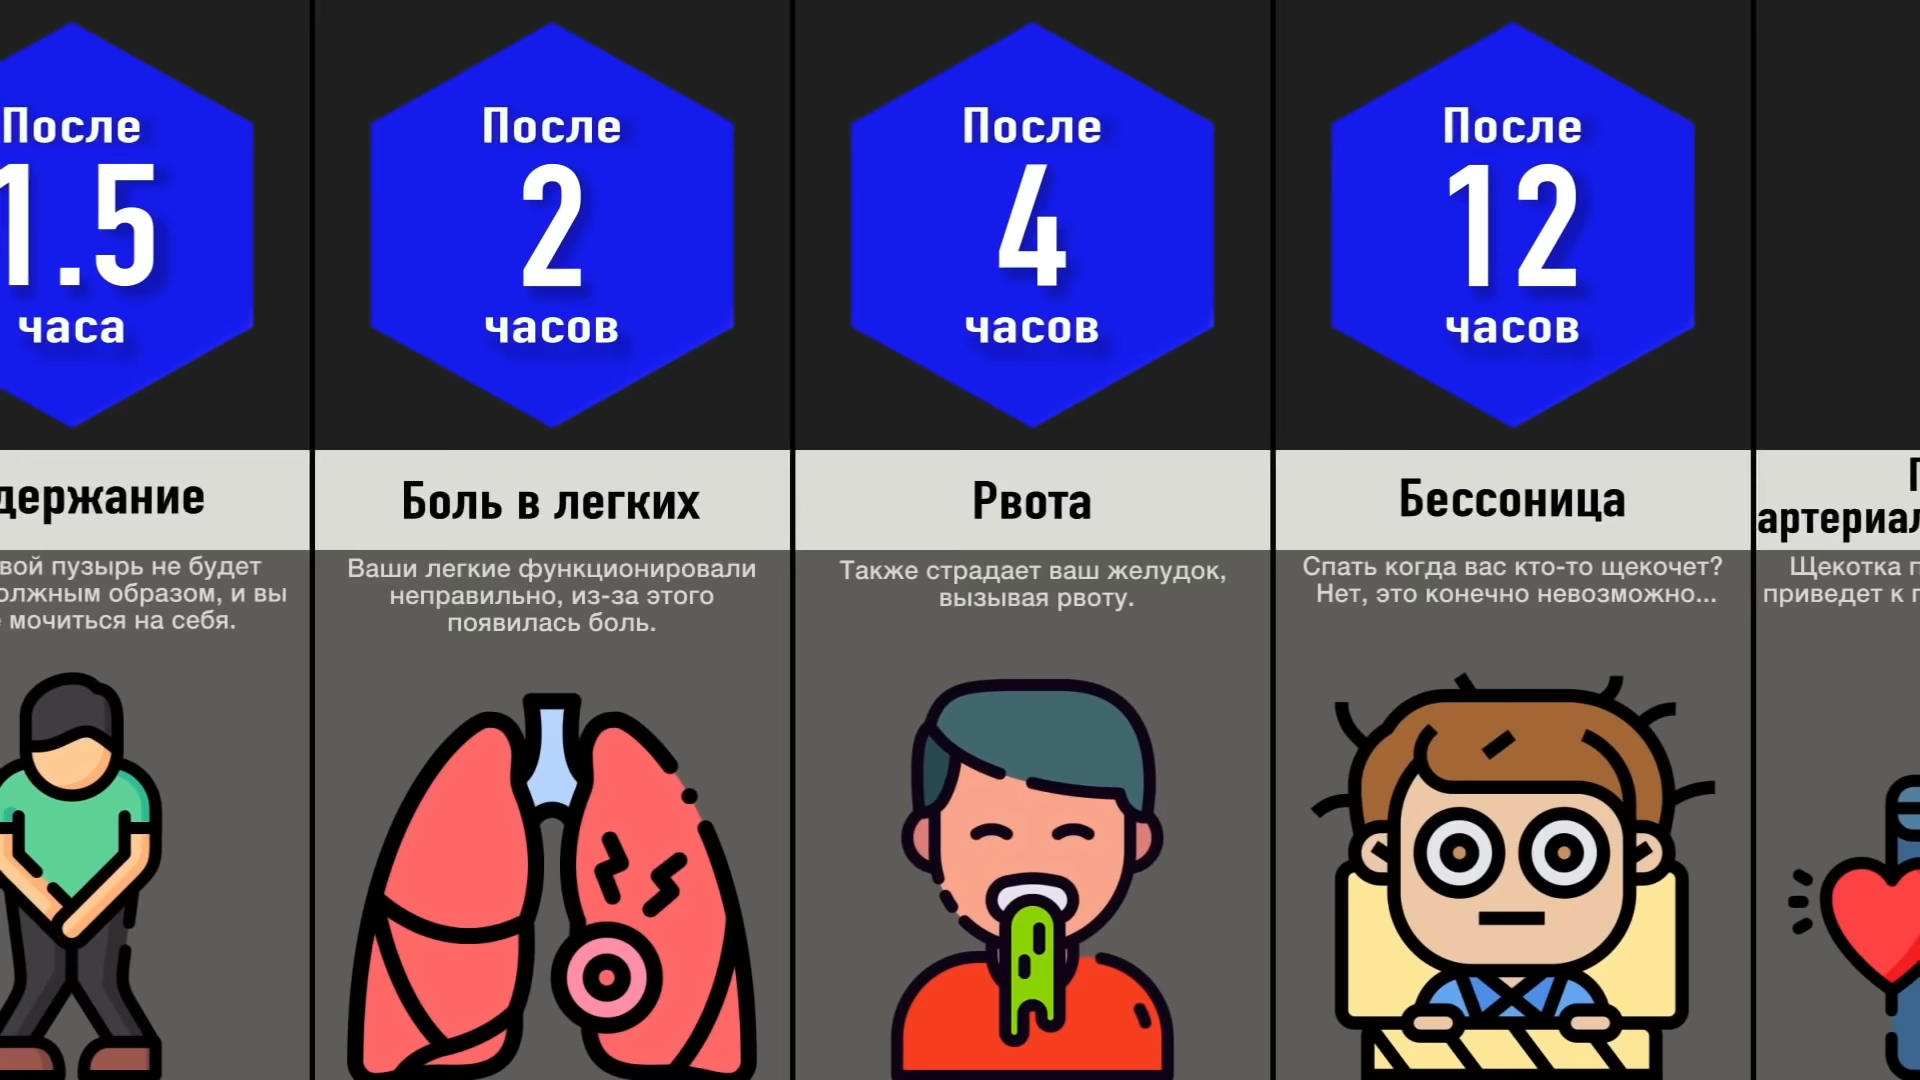 После
1.5
часа
держание
вой пузырь не будет
олжным образом, и вы
мочиться на себя.
После
2
часов
Боль в легких
Ваши легкие функционировали
неправильно, из-за этого
появилась боль.
После
4
часов
Рвота
Также страдает ваш желудок,
вызывая рвоту.
После
12
часов
Бессоница
Спать когда вас кто-то щекочет?
Нет, это конечно невозможно...
артериал
Щекотка п
приведет к